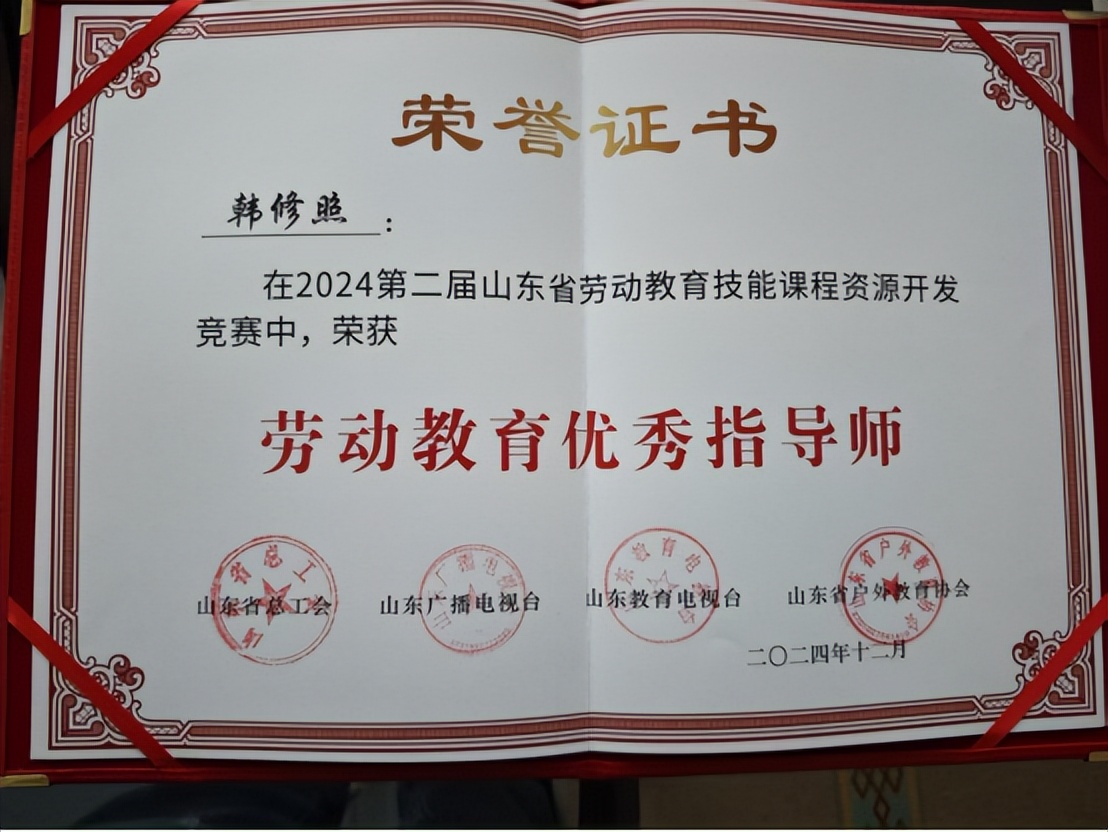 荣誉证书
韩修照：
在2024第二届山东省劳动教育技能课程资源开发
竞赛中，荣获
劳动教育优秀指导师
山东省总工会 山东广播电视台 山东教育电视台 山东省户外教育协会
二〇二四年十二月